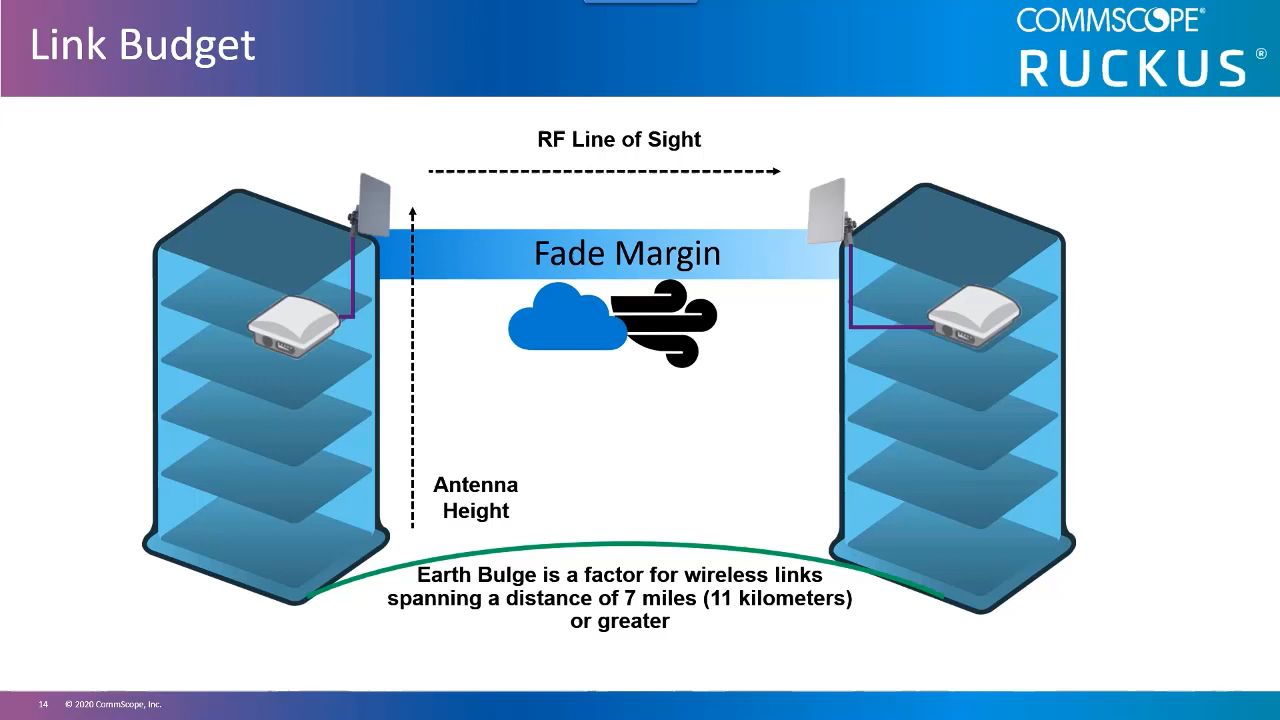 Link Budget
COMMSCOPE®
RUCKUS®
RF Line of Sight
Fade Margin
Antenna
Height
Earth Bulge is a factor for wireless links
spanning a distance of 7 miles (11 kilometers)
or greater
14 © 2020 CommScope, Inc.